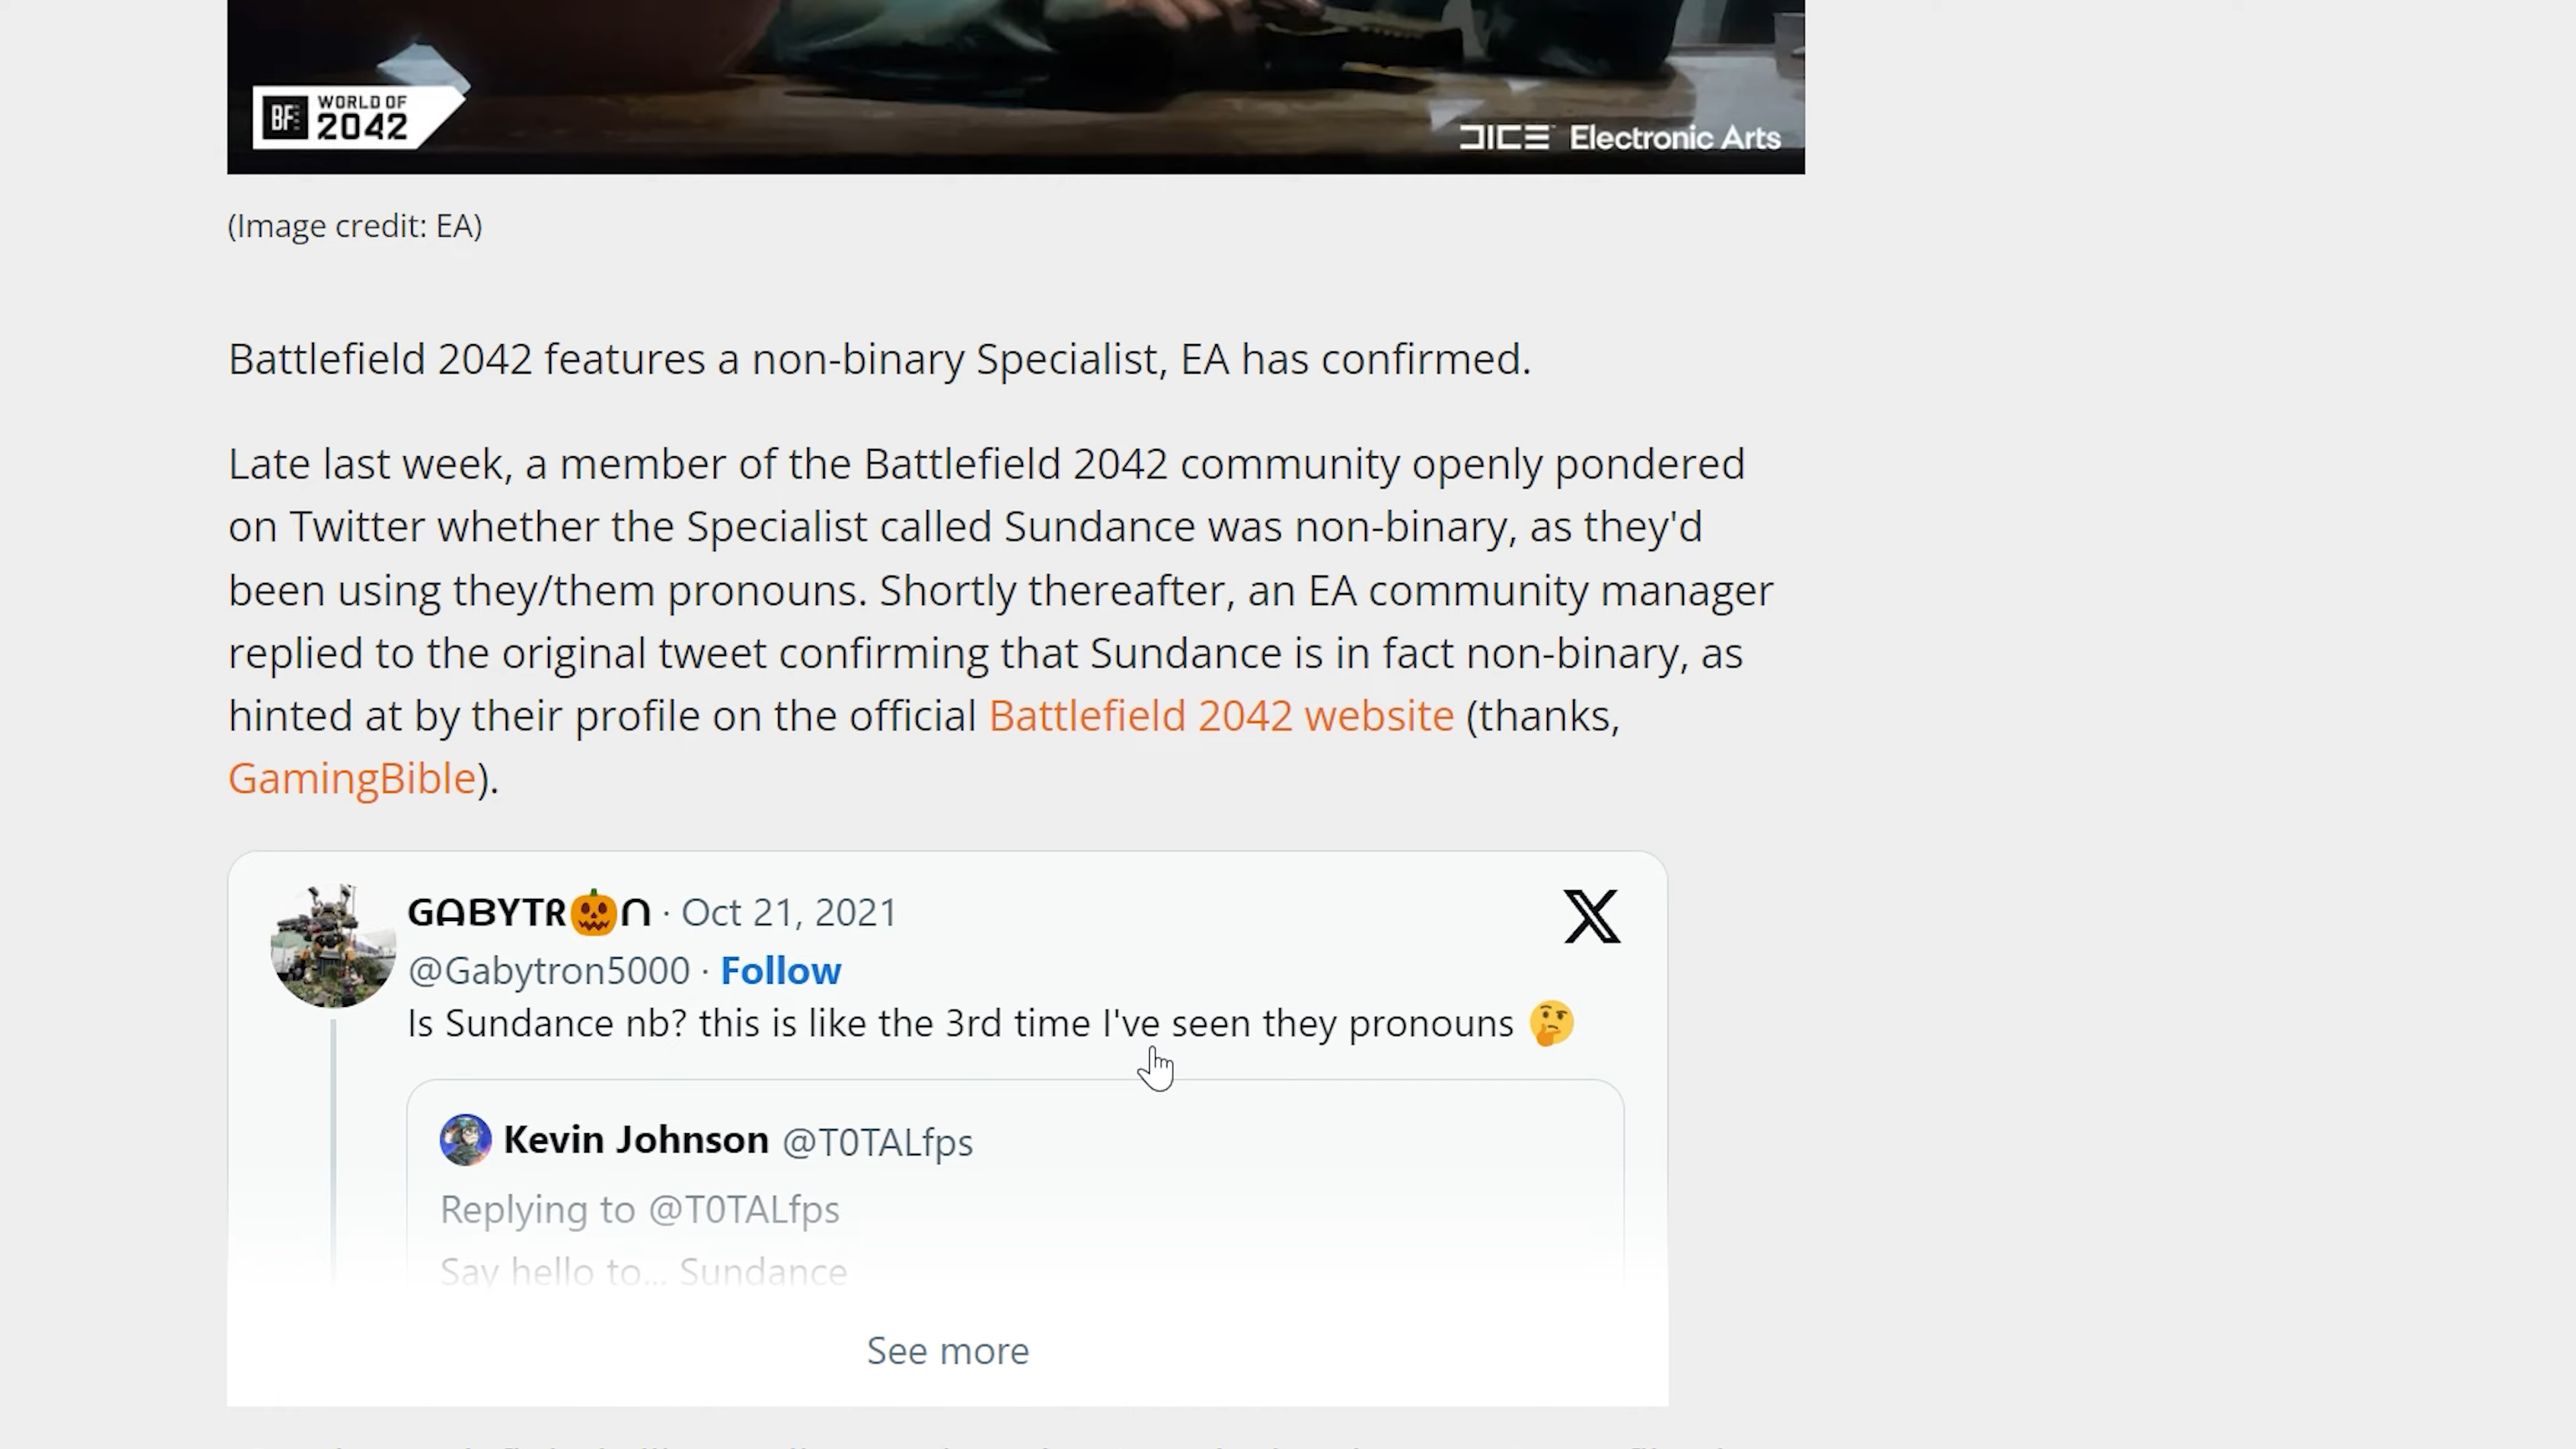 BF WORLD OF
2042
DICE Electronic Arts
(Image credit: EA)
Battlefield 2042 features a non-binary Specialist, EA has confirmed.
Late last week, a member of the Battlefield 2042 community openly pondered
on Twitter whether the Specialist called Sundance was non-binary, as they'd
been using they/them pronouns. Shortly thereafter, an EA community manager
replied to the original tweet confirming that Sundance is in fact non-binary, as
hinted at by their profile on the official Battlefield 2042 website (thanks,
GamingBible).
GᗩBYTR🎃ᑎ · Oct 21, 2021
@Gabytron5000 · Follow
Is Sundance nb? this is like the 3rd time I've seen they pronouns 🤔
Kevin Johnson @T0TALfps
Replying to @T0TALfps
Say hello to... Sundance
See more